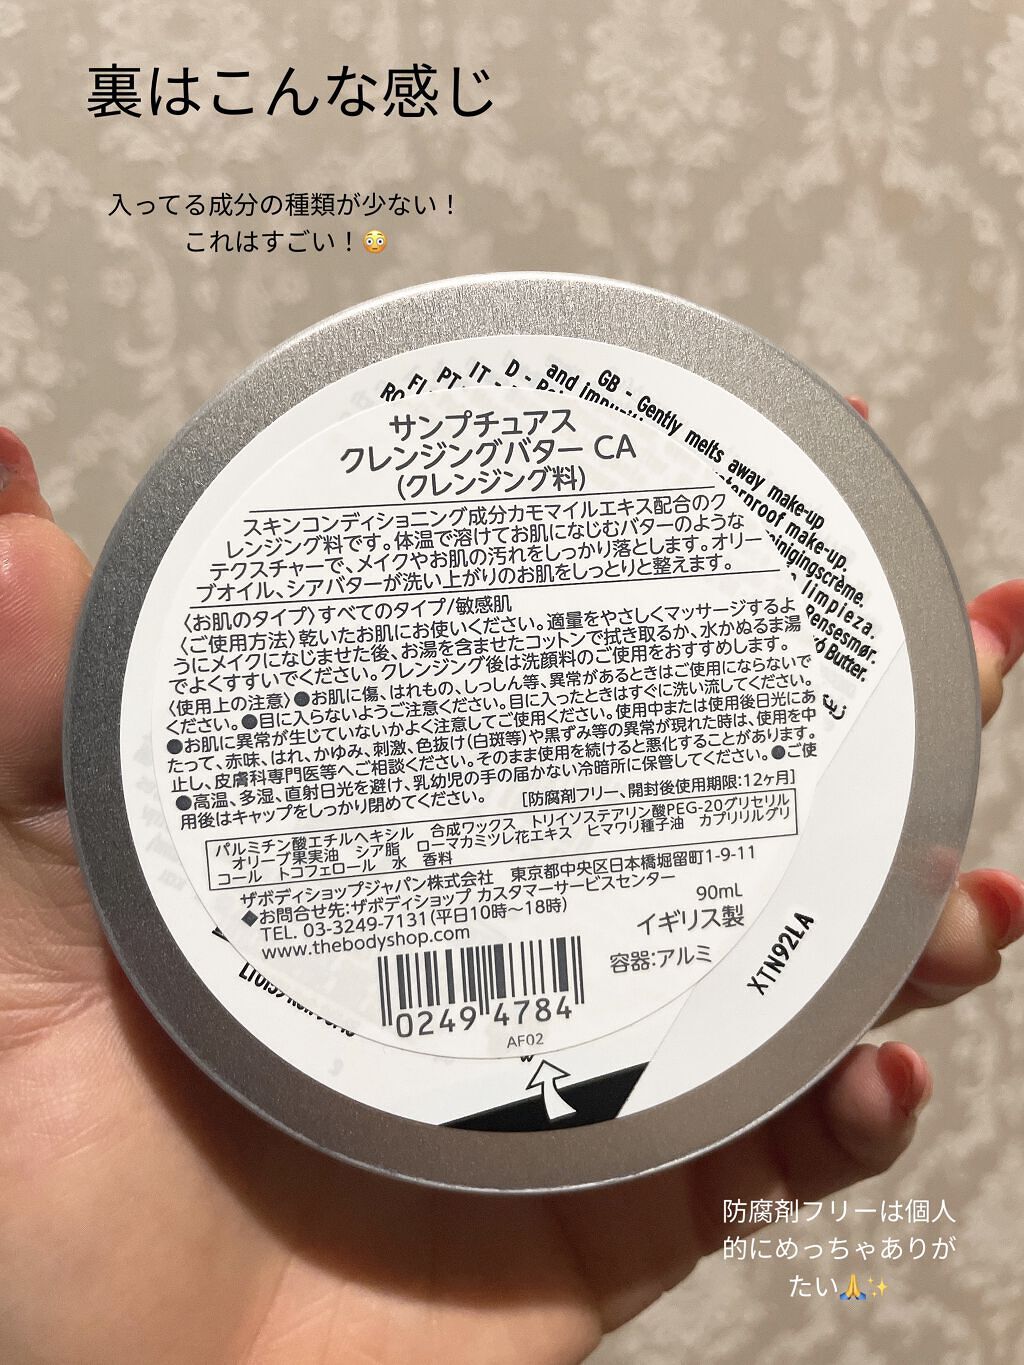 裏はこんな感じ
入ってる成分の種類が少ない！
これはすごい！😳
GB - Gently melts away make-up
サンプチュアス
クレンジングバター CA
(クレンジング料)
スキンコンディショニング成分カモマイルエキス配合のク
レンジング料です。体温で溶けてお肌になじむバターのような
テクスチャーで、メイクやお肌の汚れをしっかり落とします。オリー
ブオイル、シアバターが洗い上がりのお肌をしっとりと整えます。
〈お肌のタイプ〉すべてのタイプ/敏感肌
〈ご使用方法〉乾いたお肌にお使いください。適量をやさしくマッサージするよ
うにメイクになじませた後、お湯を含ませたコットンで拭き取るか、水かぬるま湯
でよくすすいでください。クレンジング後は洗顔料のご使用をおすすめします。
〈使用上の注意〉●お肌に傷、はれもの、しっしん等、異常があるときはご使用にならないで
ください。●目に入らないようご注意ください。目に入ったときはすぐに洗い流してください。
●お肌に異常が生じていないかよく注意してご使用ください。使用中または使用後日光にあ
たって、赤味、はれ、かゆみ、刺激、色抜け(白斑等)や黒ずみ等の異常が現れた時は、使用を中
止し、皮膚科専門医等へご相談ください。そのまま使用を続けると悪化することがあります。
●高温、多湿、直射日光を避け、乳幼児の手の届かない冷暗所に保管してください。●ご使
用後はキャップをしっかり閉めてください。 [防腐剤フリー、開封後使用期限:12ヶ月]
パルミチン酸エチルヘキシル 合成ワックス トリイソステアリン酸PEG-20グリセリル
オリーブ果実油 シア脂 ローマカミツレ花エキス ヒマワリ種子油 カプリリルグリ
コール トコフェロール 水 香料
ザボディショップジャパン株式会社 東京都中央区日本橋堀留町1-9-11
◆お問合せ先:ザボディショップ カスタマーサービスセンター
TEL. 03-3249-7131(平日10時～18時)
www.thebodyshop.com
90mL
イギリス製
容器:アルミ
0249 4784
AF02
XTN92LA
防腐剤フリーは個人
的にめっちゃありが
たい🙏✨